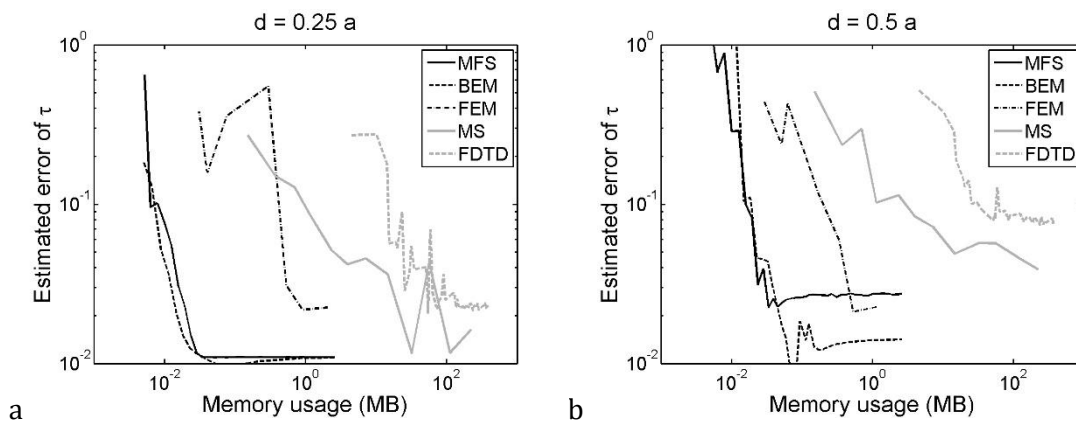 d = 0.25 a
10^0
10^-1
10^-2
Estimated error of τ
MFS
BEM
FEM
MS
FDTD
10^-2
10^0
10^2
Memory usage (MB)
a
d = 0.5 a
10^0
10^-1
10^-2
Estimated error of τ
MFS
BEM
FEM
MS
FDTD
10^-2
10^0
10^2
Memory usage (MB)
b